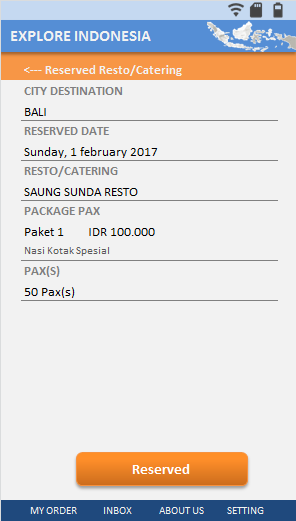 EXPLORE INDONESIA
<--- Reserved Resto/Catering
CITY DESTINATION
BALI
RESERVED DATE
Sunday, 1 february 2017
RESTO/CATERING
SAUNG SUNDA RESTO
PACKAGE PAX
Paket 1 IDR 100.000
Nasi Kotak Spesial
PAX(S)
50 Pax(s)
Reserved
MY ORDER INBOX ABOUT US SETTING